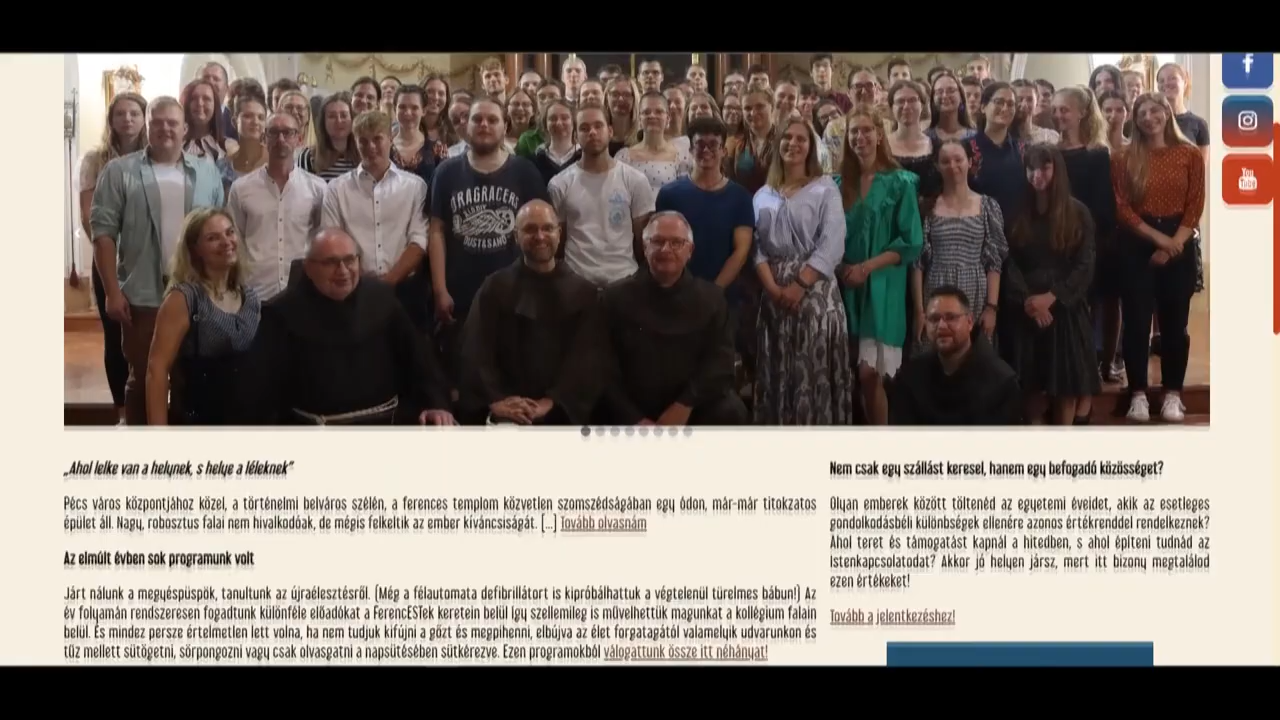 DRAGRACERS
DUST&SAND
„Ahol lelke van a helynek, s helye a léleknek”
Pécs város központjához közel, a történelmi belváros szélén, a ferences templom közvetlen szomszédságában egy ódon, már-már titokzatos
épület áll. Nagy, robosztus falai nem hivalkodóak, de mégis felkeltik az ember kíváncsiságát. [...] Tovább olvasnám
Az elmúlt évben sok programunk volt
Járt nálunk a megyéspüspök, tanultunk az újraélesztésről. (Még a félautomata defibrillátort is kipróbálhattuk a végtelenül türelmes bábun!) Az
év folyamán rendszeresen fogadtunk különféle előadókat a FerencESTek keretein belül így szellemileg is művelhettük magunkat a kollégium falain
belül. És mindez persze értelmetlen lett volna, ha nem tudjuk kifújni a gőzt és megpihenni, elbújva az élet forgatagától valamelyik udvarunkon és
tűz mellett sütögetni, sörpongozni vagy csak olvasgatni a napsütésében sütkérezve. Ezen programokból válogattunk össze itt néhányat!
Nem csak egy szállást keresel, hanem egy befogadó közösséget?
Olyan emberek között töltenéd az egyetemi éveidet, akik az esetleges
gondolkodásbéli különbségek ellenére azonos értékrenddel rendelkeznek?
Ahol teret és támogatást kapnál a hitedben, s ahol építeni tudnád az
Istenkapcsolatodat? Akkor jó helyen jársz, mert itt bizony megtalálod
ezen értékeket!
Tovább a jelentkezéshez!
You
Tube